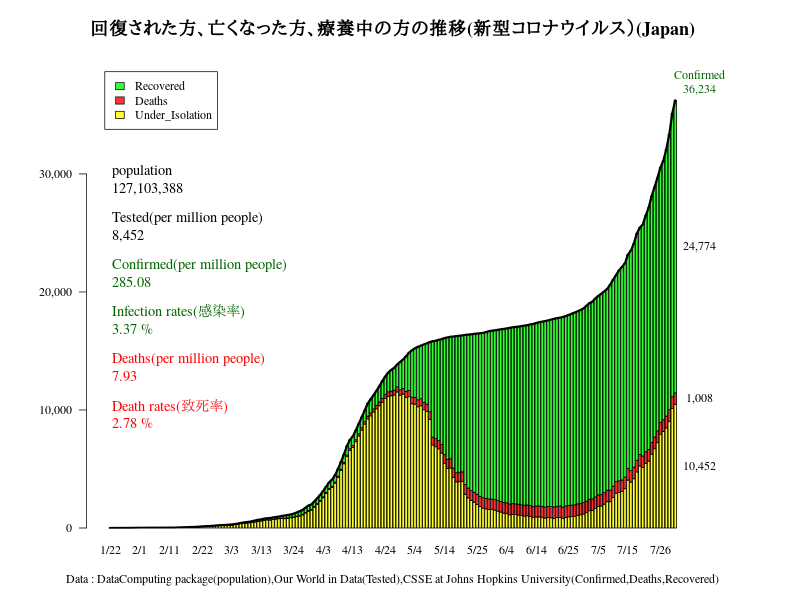 回復された方、亡くなった方、療養中の方の推移(新型コロナウイルス)(Japan)
Confirmed
36,234
Recovered
Deaths
Under_Isolation
population
127,103,388
Tested(per million people)
8,452
Confirmed(per million people)
285.08
Infection rates(感染率)
3.37 %
Deaths(per million people)
7.93
Death rates(致死率)
2.78 %
30,000
20,000
10,000
0
24,774
1,008
10,452
1/22 2/1 2/11 2/22 3/3 3/13 3/24 4/3 4/13 4/24 5/4 5/14 5/25 6/4 6/14 6/25 7/5 7/15 7/26
Data : DataComputing package(population),Our World in Data(Tested),CSSE at Johns Hopkins University(Confirmed,Deaths,Recovered)